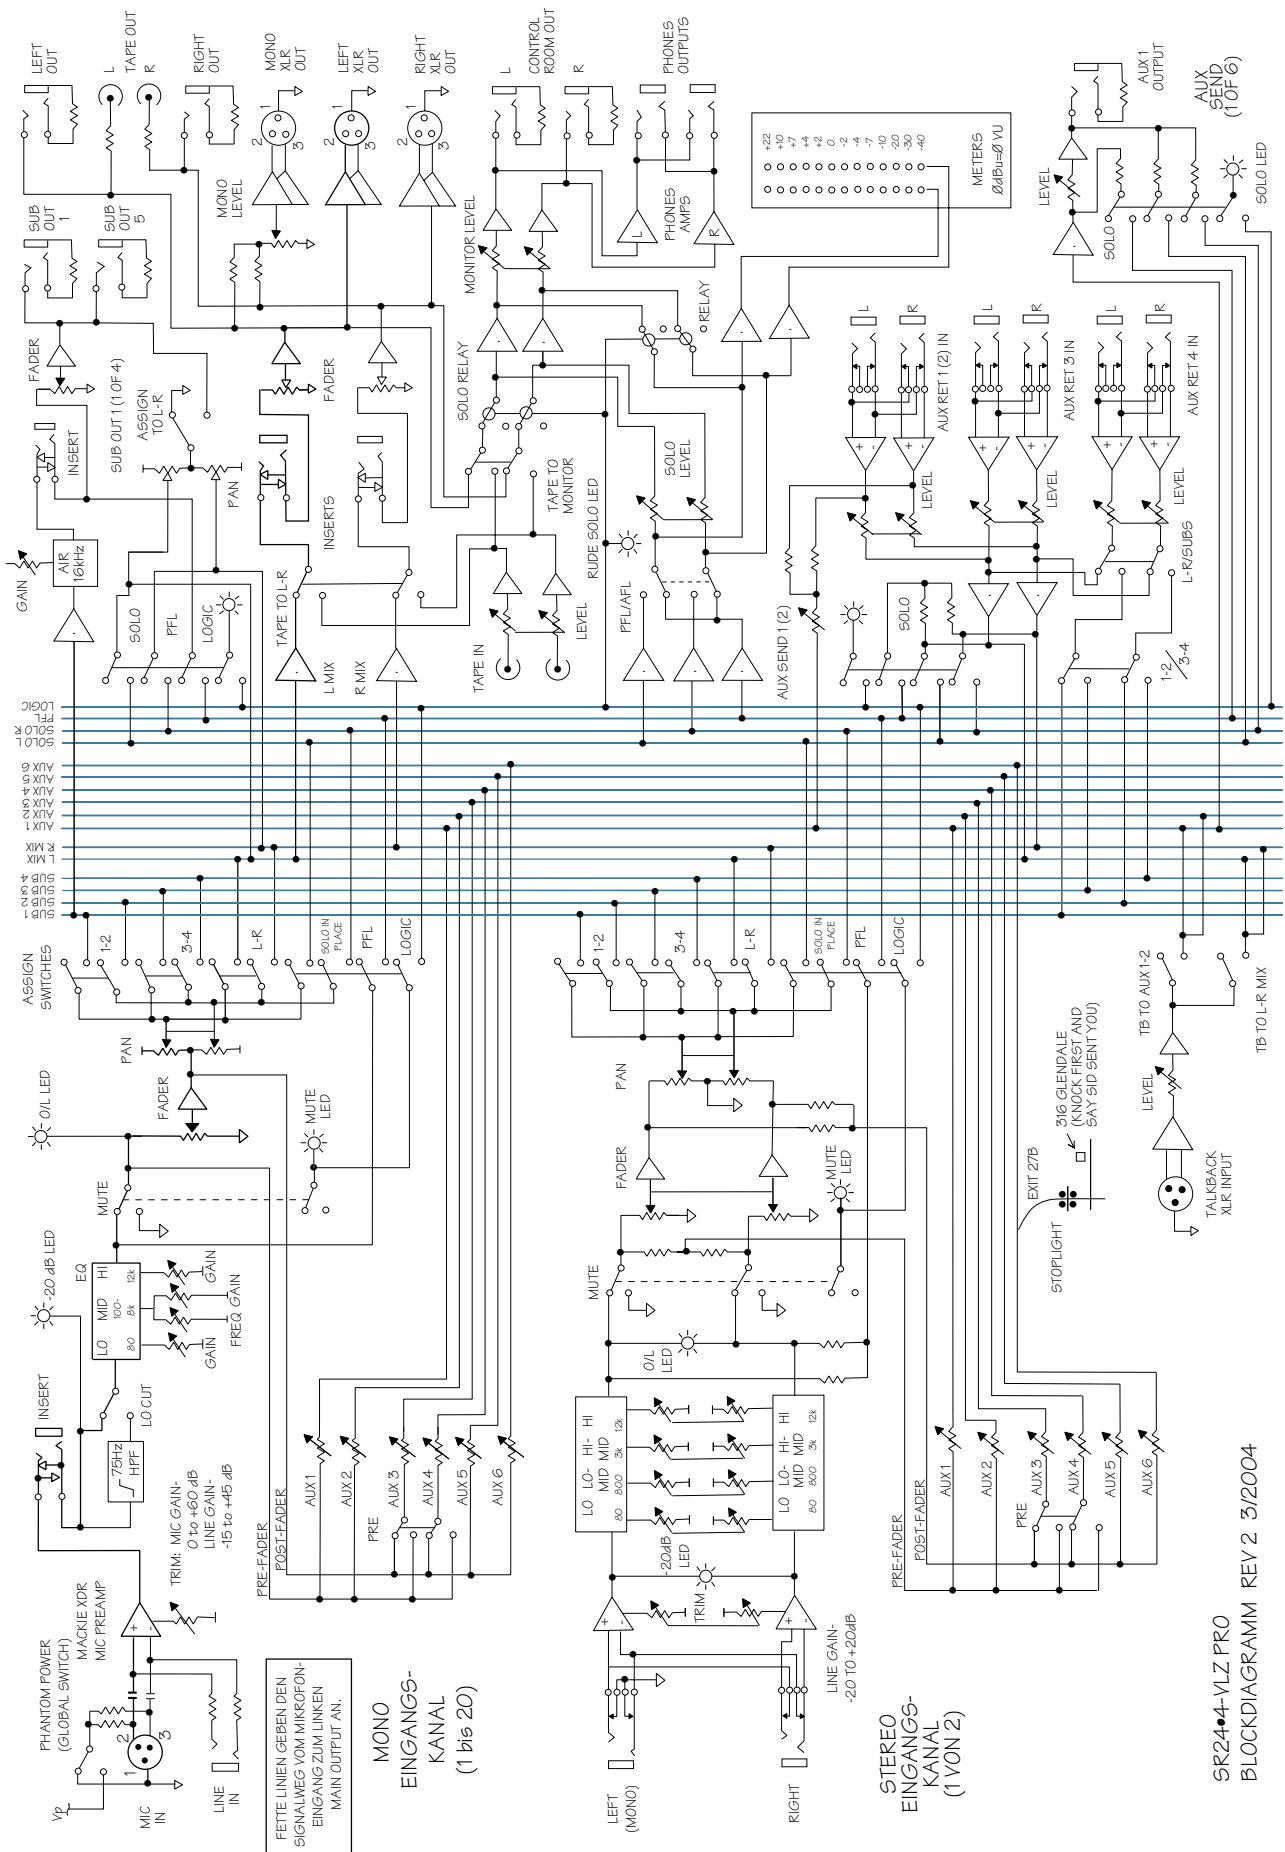 PHANTOM POWER
(GLOBAL SWITCH)
Vp
MIC
IN
1
2
3
LINE
IN
MACKIE XDR
MIC PREAMP
+
-
TRIM: MIC GAIN-
0 to +60 dB
LINE GAIN-
-15 to +45 dB
INSERT
75Hz
HPF
LO CUT
-20 dB LED
EQ
LO
MID
HI
80
100-
8k
12k
GAIN
FREQ
GAIN
GAIN
MUTE
O/L LED
FADER
MUTE
LED
PAN
ASSIGN
SWITCHES
1-2
3-4
L-R
SOLO IN
PLACE
PFL
LOGIC
PRE-FADER
POST-FADER
AUX 1
AUX 2
AUX 3
AUX 4
AUX 5
AUX 6
PRE
FETTE LINIEN GEBEN DEN
SIGNALWEG VOM MIKROFON-
EINGANG ZUM LINKEN
MAIN OUTPUT AN.
MONO
EINGANGS-
KANAL
(1 bis 20)
SUB 1
SUB 2
SUB 3
SUB 4
L MIX
R MIX
AUX 1
AUX 2
AUX 3
AUX 4
AUX 5
AUX 6
SOLO L
SOLO R
PFL
LOGIC
GAIN
AIR
16kHz
-
INSERT
FADER
SUB
OUT
1
SUB
OUT
5
SUB OUT 1 (1 OF 4)
ASSIGN
TO L-R
PAN
SOLO
PFL
LOGIC
LEFT
OUT
L
TAPE OUT
R
RIGHT
OUT
MONO
LEVEL
MONO
XLR
OUT
2
1
3
LEFT
XLR
OUT
2
1
3
RIGHT
XLR
OUT
2
1
3
TAPE TO L-R
L MIX
-
R MIX
-
INSERTS
FADER
TAPE IN
LEVEL
TAPE TO
MONITOR
SOLO RELAY
-
-
MONITOR LEVEL
L
CONTROL
ROOM OUT
R
PHONES
OUTPUTS
L
R
PHONES
AMPS
RUDE SOLO LED
PFL/AFL
-
-
-
SOLO
LEVEL
RELAY
-
-
+22
+10
+7
+4
+2
0
-2
-4
-7
-10
-20
-30
-40
METERS
0dBu=0 VU
LEFT
(MONO)
RIGHT
+
-
+
-
TRIM
LINE GAIN-
-20 TO +20dB
-20dB
LED
LO
LO-
MID
HI-
MID
HI
80
800
3k
12k
LO
LO-
MID
HI-
MID
HI
80
800
3k
12k
O/L
LED
MUTE
FADER
MUTE
LED
PAN
1-2
3-4
L-R
SOLO IN
PLACE
PFL
LOGIC
PRE-FADER
POST-FADER
AUX 1
AUX 2
AUX 3
AUX 4
AUX 5
AUX 6
PRE
STEREO
EINGANGS-
KANAL
(1 VON 2)
AUX SEND 1 (2)
SOLO
-
-
LEVEL
+
-
+
-
L
R
AUX RET 1 (2) IN
LEVEL
+
-
+
-
L
R
AUX RET 3 IN
LEVEL
+
-
+
-
L
R
AUX RET 4 IN
L-R/SUBS
1-2/
3-4
SOLO
-
LEVEL
AUX 1
OUTPUT
AUX
SEND
(1 OF 6)
SOLO LED
STOPLIGHT
EXIT 27B
316 GLENDALE
(KNOCK FIRST AND
SAY SID SENT YOU)
TALKBACK
XLR INPUT
LEVEL
TB TO AUX 1-2
TB TO L-R MIX
SR24•4-VLZ PRO
BLOCKDIAGRAMM REV 2 3/2004